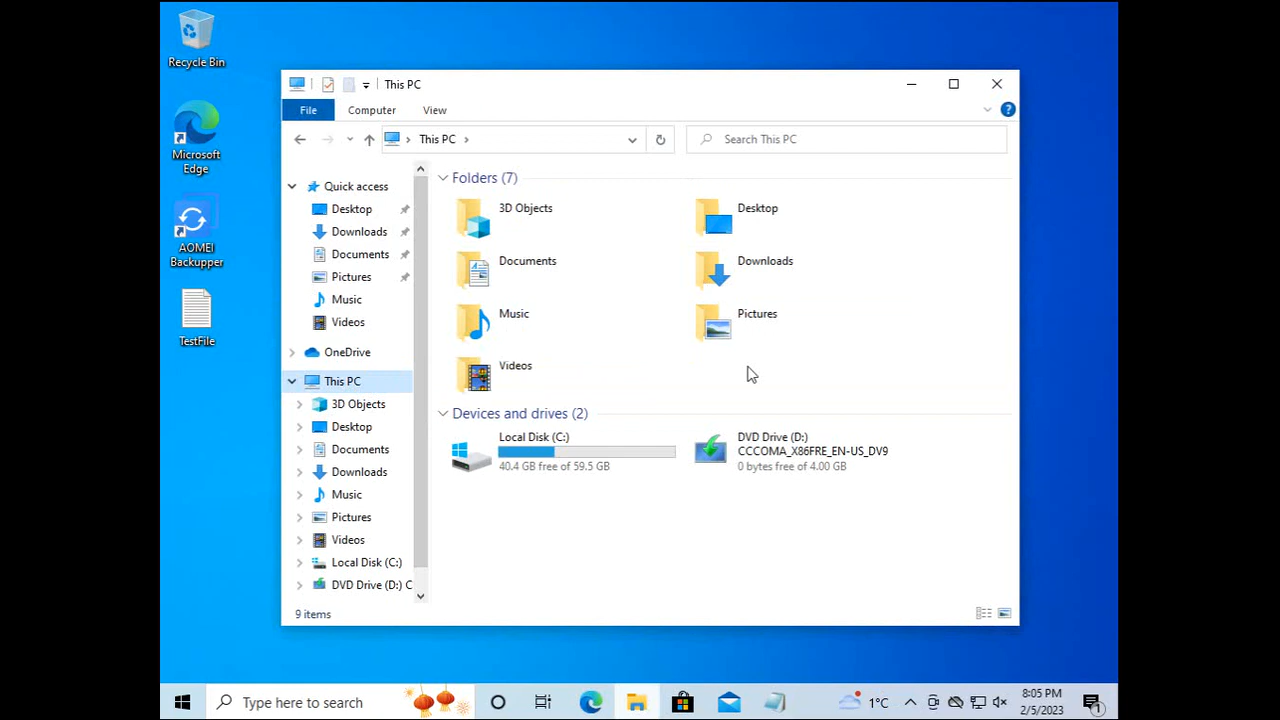 Recycle Bin
Microsoft
Edge
AOMEI
Backupper
TestFile
This PC
File
Computer
View
This PC
Search This PC
Quick access
Desktop
Downloads
Documents
Pictures
Music
Videos
OneDrive
This PC
3D Objects
Desktop
Documents
Downloads
Music
Pictures
Videos
Local Disk (C:)
DVD Drive (D:) C
Folders (7)
3D Objects
Desktop
Documents
Downloads
Music
Pictures
Videos
Devices and drives (2)
Local Disk (C:)
40.4 GB free of 59.5 GB
DVD Drive (D:)
CCCOMA_X86FRE_EN-US_DV9
0 bytes free of 4.00 GB
9 items
Type here to search
1°C
8:05 PM
2/5/2023
1